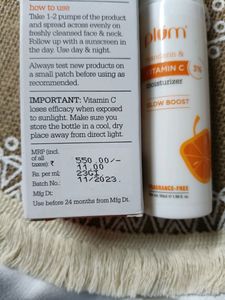 how to use
Take 1-2 pumps of the product
and spread across evenly on
freshly cleansed face & neck.
Follow up with a sunscreen in
the day. Use day & night.
Always test new products on
a small patch before using as
recommended.
IMPORTANT: Vitamin C
loses efficacy when exposed
to sunlight. Make sure you
store the bottle in a cool, dry
place away from direct light.
MRP (incl.
of all
taxes): ₹ 550.00/-
Rs. per ml: 11.00
Batch No.: 23GI
Mfg Dt: 11/2023.
Use before 24 months from Mfg Dt.
plum
mandarin &
VITAMIN C 3%
moisturizer
GLOW BOOST
FRAGRANCE-FREE